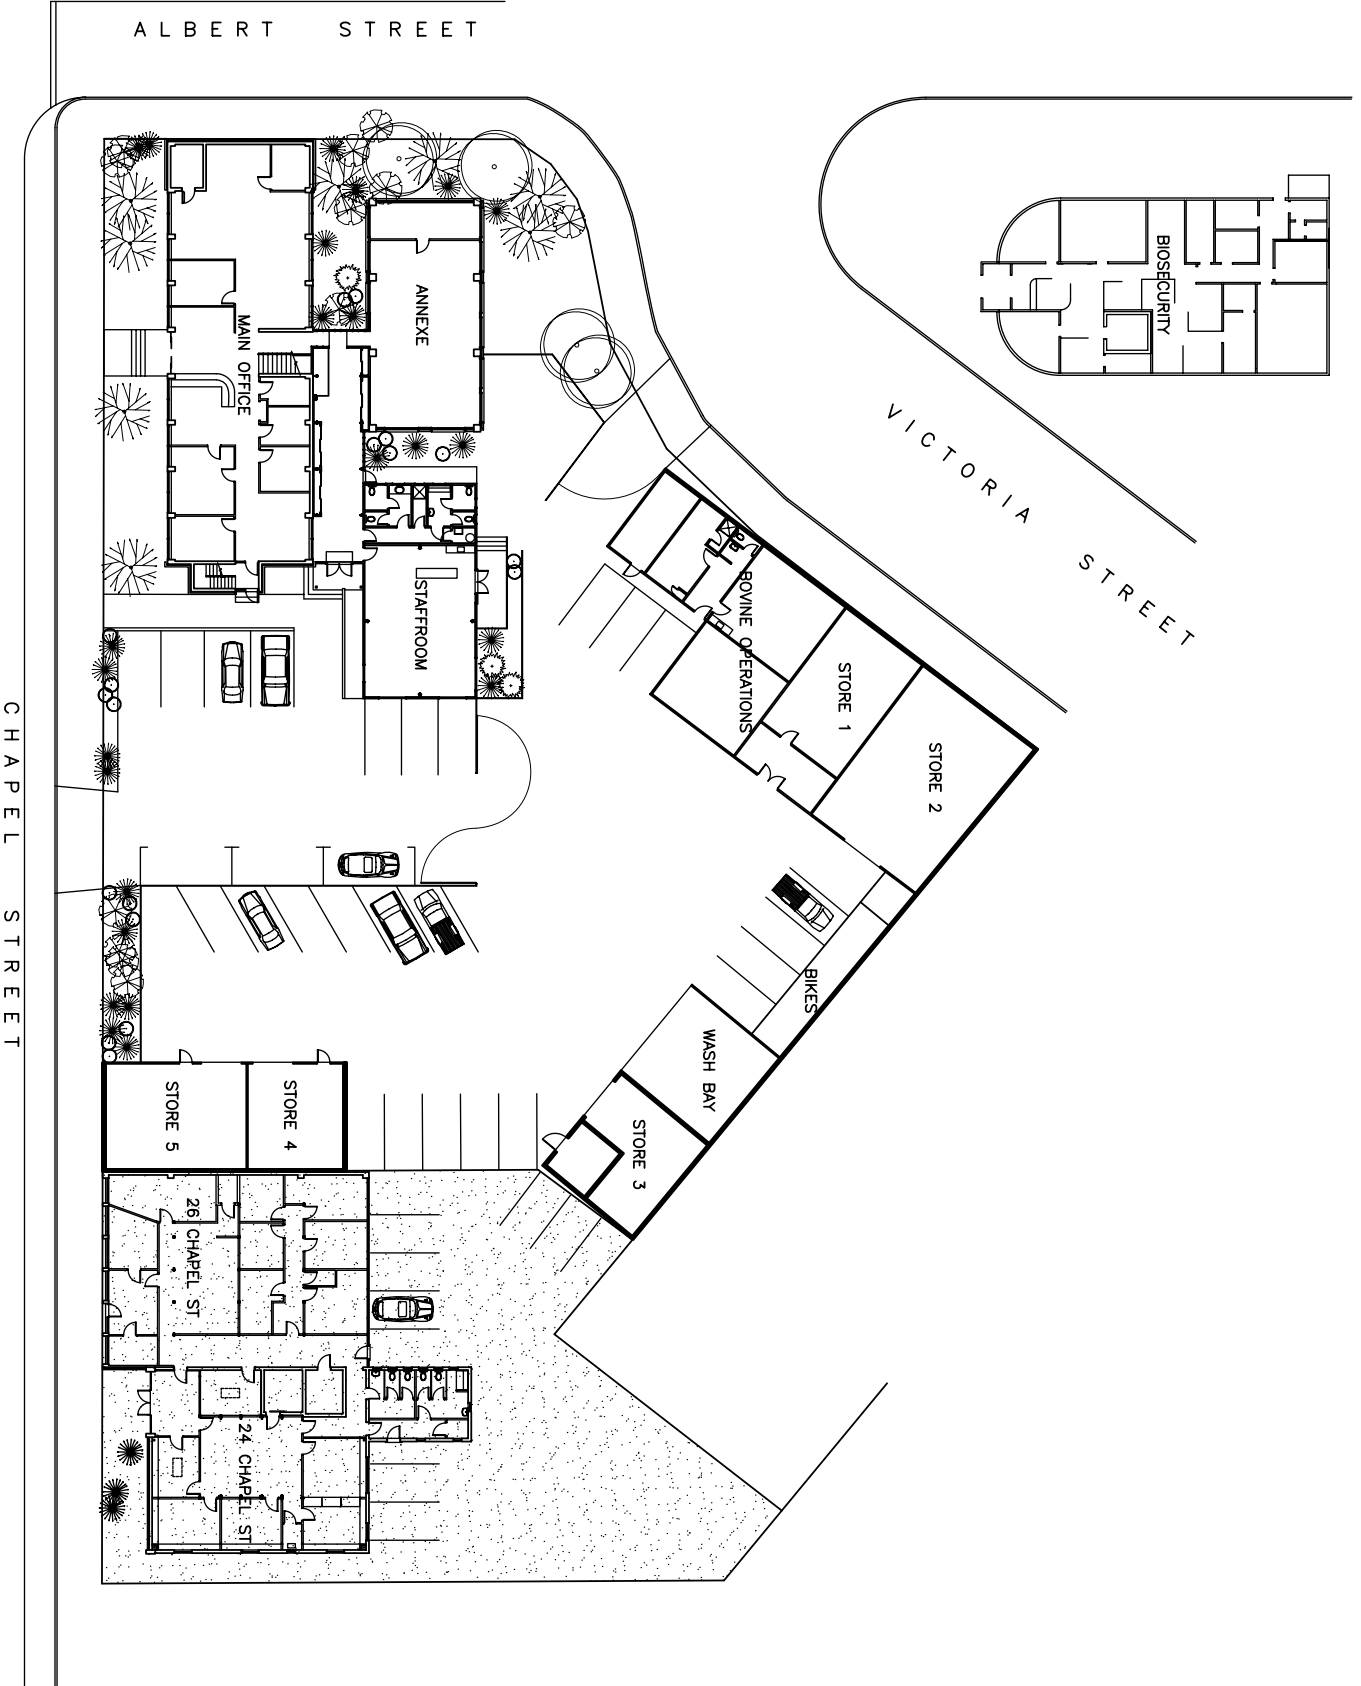 ALBERT STREET
BIOSECURITY
ANNEXE
MAIN OFFICE
VICTORIA STREET
STAFFROOM
BOVINE OPERATIONS
STORE 1
STORE 2
CHAPEL STREET
BIKES
WASH BAY
STORE 3
STORE 4
STORE 5
26 CHAPEL ST
24 CHAPEL ST